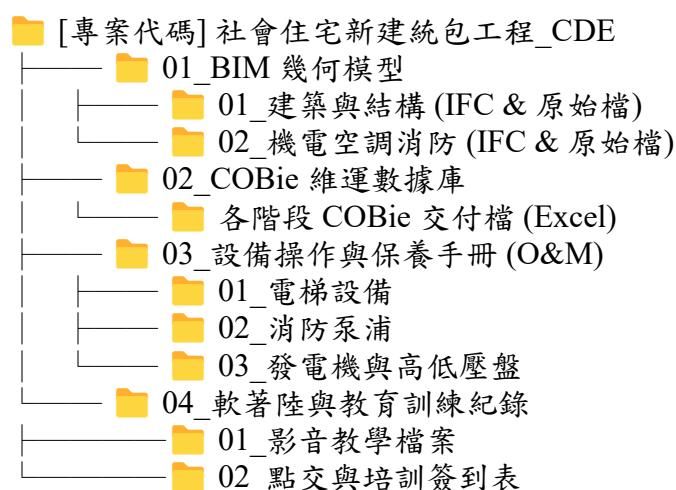 [專案代碼] 社會住宅新建統包工程_CDE
01_BIM 幾何模型
01_建築與結構 (IFC & 原始檔)
02_機電空調消防 (IFC & 原始檔)
02_COBie 維運數據庫
各階段 COBie 交付檔 (Excel)
03_設備操作與保養手冊 (O&M)
01_電梯設備
02_消防泵浦
03_發電機與高低壓盤
04_軟著陸與教育訓練紀錄
01_影音教學檔案
02_點交與培訓簽到表